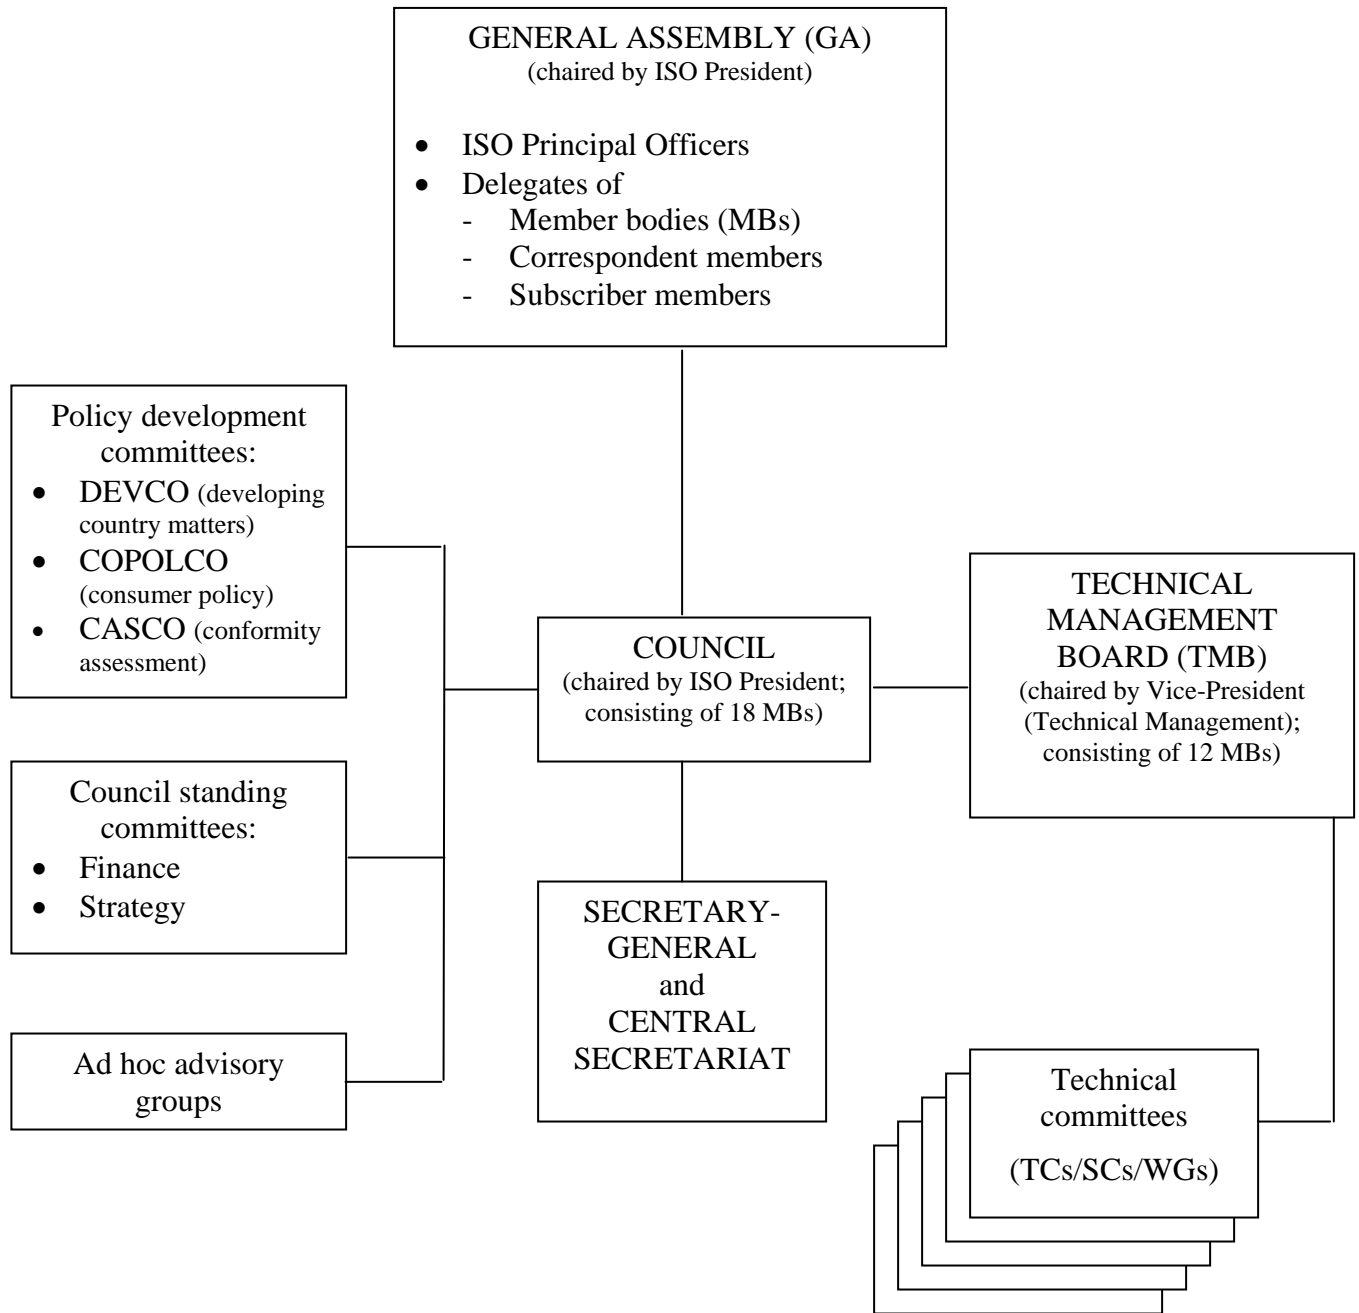 GENERAL ASSEMBLY (GA)
(chaired by ISO President)
• ISO Principal Officers
• Delegates of
- Member bodies (MBs)
- Correspondent members
- Subscriber members
Policy development
committees:
• DEVCO (developing
country matters)
• COPOLCO
(consumer policy)
• CASCO (conformity
assessment)
Council standing
committees:
• Finance
• Strategy
Ad hoc advisory
groups
COUNCIL
(chaired by ISO President;
consisting of 18 MBs)
SECRETARY-
GENERAL
and
CENTRAL
SECRETARIAT
TECHNICAL
MANAGEMENT
BOARD (TMB)
(chaired by Vice-President
(Technical Management);
consisting of 12 MBs)
Technical
committees
(TCs/SCs/WGs)